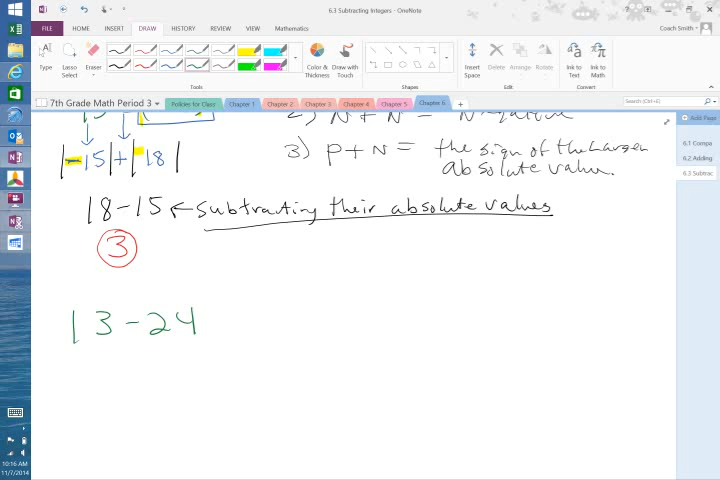 6.3 Subtracting Integers - OneNote
FILE HOME INSERT DRAW HISTORY REVIEW VIEW Mathematics
Coach Smith
Type Lasso Select Eraser
Color & Thickness Draw with Touch
Insert Space Delete Arrange Rotate
Ink to Text Ink to Math
Tools Shapes Edit Convert
7th Grade Math Period 3 Policies for Class Chapter 1 Chapter 2 Chapter 3 Chapter 4 Chapter 5 Chapter 6 +
Search (Ctrl+E)
Add Page
6.1 Compa
6.2 Adding
6.3 Subtrac
2) N + N = Negative
3) P + N = the sign of the Larger
absolute value.
|-15| + |-18|
18 - 15 ← subtracting their absolute values
3
13 - 24
10:16 AM
11/7/2014